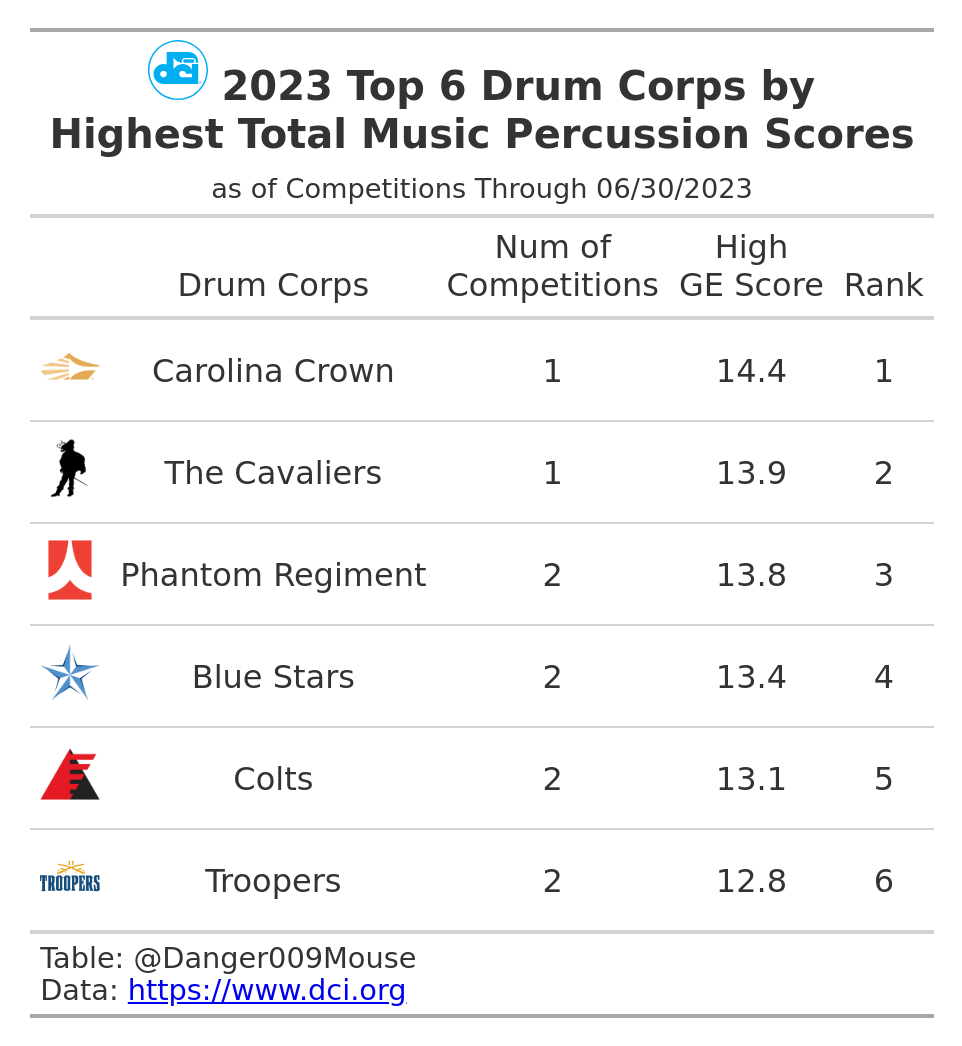 2023 Top 6 Drum Corps by
Highest Total Music Percussion Scores
as of Competitions Through 06/30/2023
Drum Corps Num of Competitions High GE Score Rank
Carolina Crown 1 14.4 1
The Cavaliers 1 13.9 2
Phantom Regiment 2 13.8 3
Blue Stars 2 13.4 4
Colts 2 13.1 5
TROOPERS Troopers 2 12.8 6
Table: @Danger009Mouse
Data: https://www.dci.org